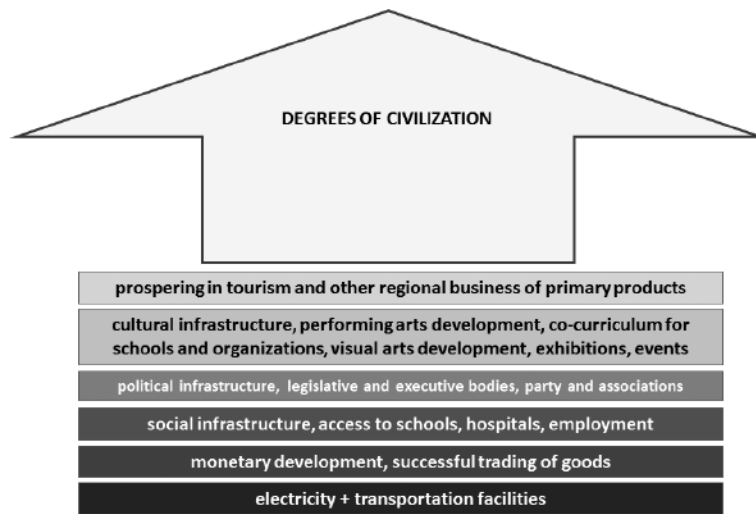 DEGREES OF CIVILIZATION
prospering in tourism and other regional business of primary products
cultural infrastructure, performing arts development, co-curriculum for
schools and organizations, visual arts development, exhibitions, events
political infrastructure, legislative and executive bodies, party and associations
social infrastructure, access to schools, hospitals, employment
monetary development, successful trading of goods
electricity + transportation facilities